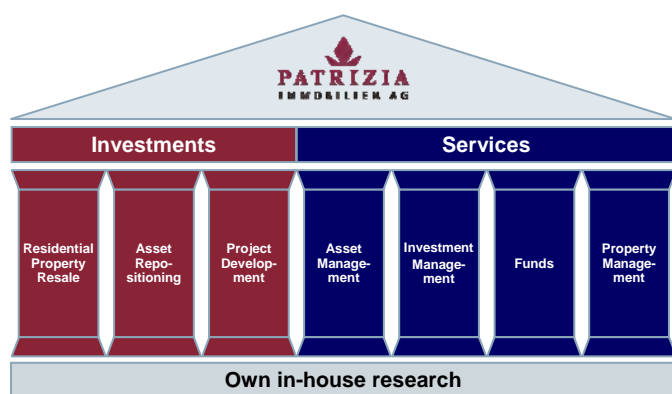 PATRIZIA
IMMOBILIEN AG
Investments
Services
Residential
Property
Resale
Asset
Repo-
sitioning
Project
Develop-
ment
Asset
Manage-
ment
Investment
Manage-
ment
Funds
Property
Manage-
ment
Own in-house research